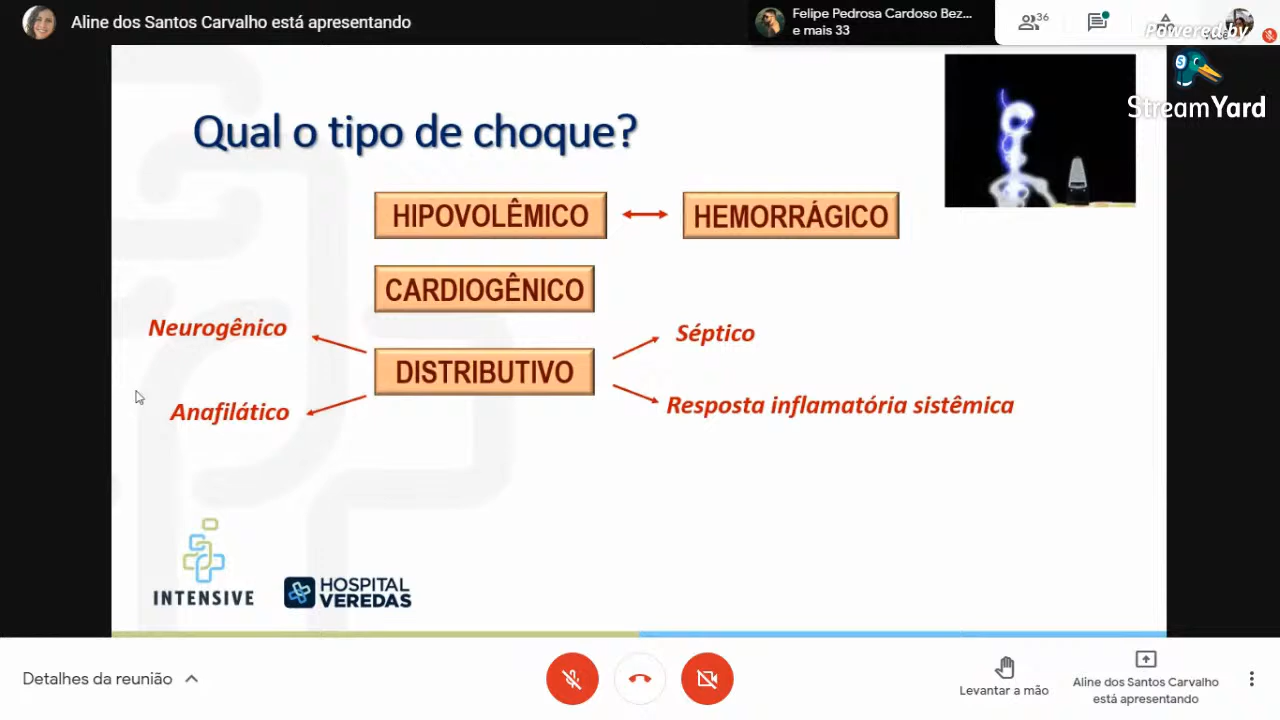 Aline dos Santos Carvalho está apresentando
Felipe Pedrosa Cardoso Bez...
e mais 33
36
Powered by
StreamYard
Qual o tipo de choque?
HIPOVOLÊMICO
HEMORRÁGICO
CARDIOGÊNICO
Neurogênico
Séptico
DISTRIBUTIVO
Anafilático
Resposta inflamatória sistêmica
INTENSIVE
HOSPITAL
VEREDAS
Detalhes da reunião
Levantar a mão
Aline dos Santos Carvalho
está apresentando